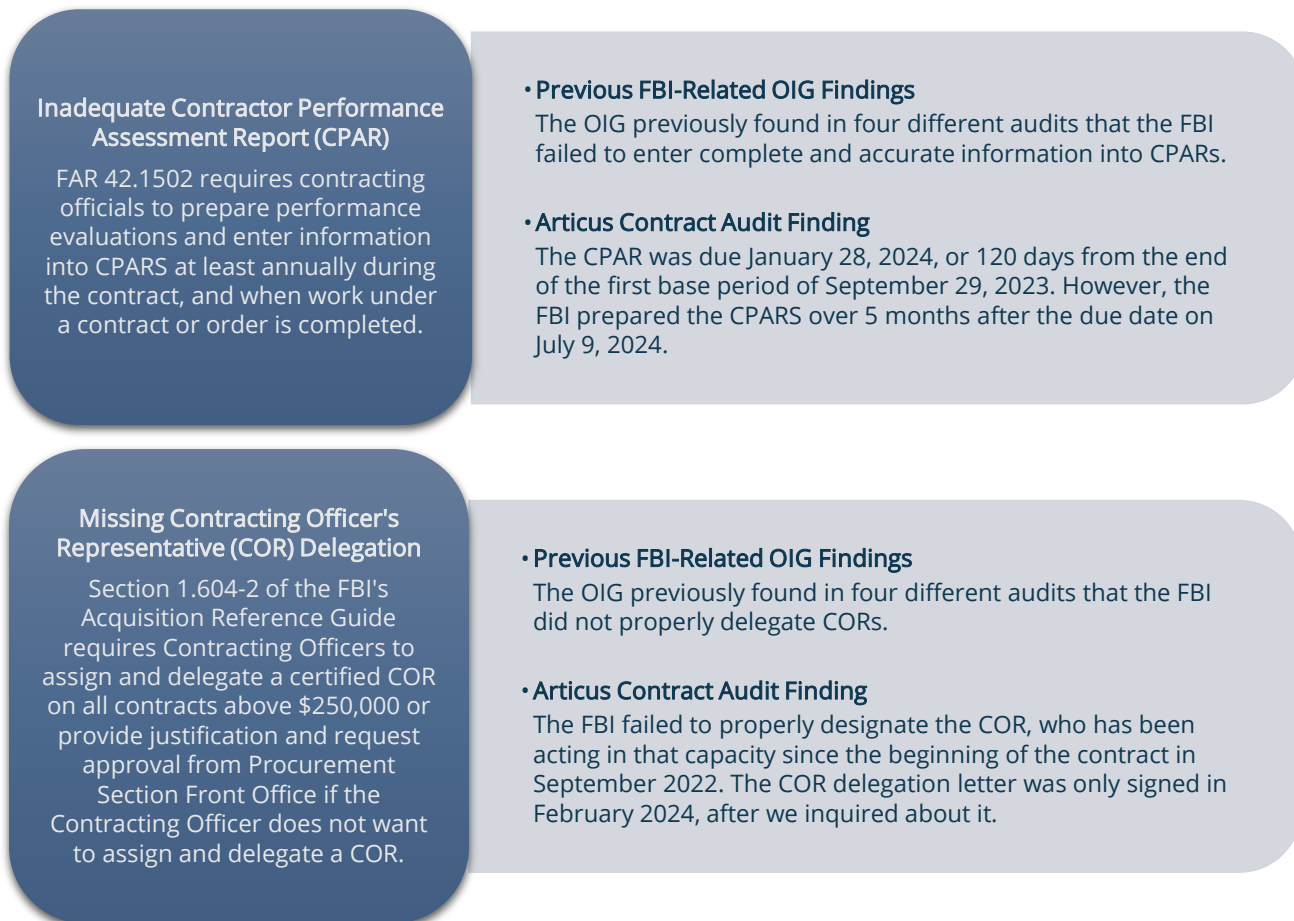 Inadequate Contractor Performance
Assessment Report (CPAR)
FAR 42.1502 requires contracting
officials to prepare performance
evaluations and enter information
into CPARS at least annually during
the contract, and when work under
a contract or order is completed.
• Previous FBI-Related OIG Findings
The OIG previously found in four different audits that the FBI
failed to enter complete and accurate information into CPARs.
• Articus Contract Audit Finding
The CPAR was due January 28, 2024, or 120 days from the end
of the first base period of September 29, 2023. However, the
FBI prepared the CPARS over 5 months after the due date on
July 9, 2024.
Missing Contracting Officer's
Representative (COR) Delegation
Section 1.604-2 of the FBI's
Acquisition Reference Guide
requires Contracting Officers to
assign and delegate a certified COR
on all contracts above $250,000 or
provide justification and request
approval from Procurement
Section Front Office if the
Contracting Officer does not want
to assign and delegate a COR.
• Previous FBI-Related OIG Findings
The OIG previously found in four different audits that the FBI
did not properly delegate CORs.
• Articus Contract Audit Finding
The FBI failed to properly designate the COR, who has been
acting in that capacity since the beginning of the contract in
September 2022. The COR delegation letter was only signed in
February 2024, after we inquired about it.